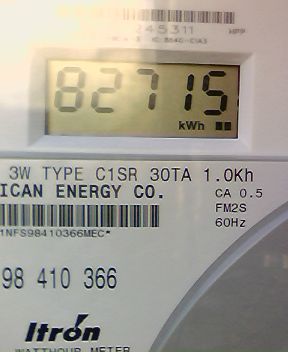 245311
82715
kWh
3W TYPE C1SR 30TA 1.0Kh
ICAN ENERGY CO.
CA 0.5
FM2S
60Hz
1NFS98410366MEC*
98 410 366
Itron
WATTHOUR METER